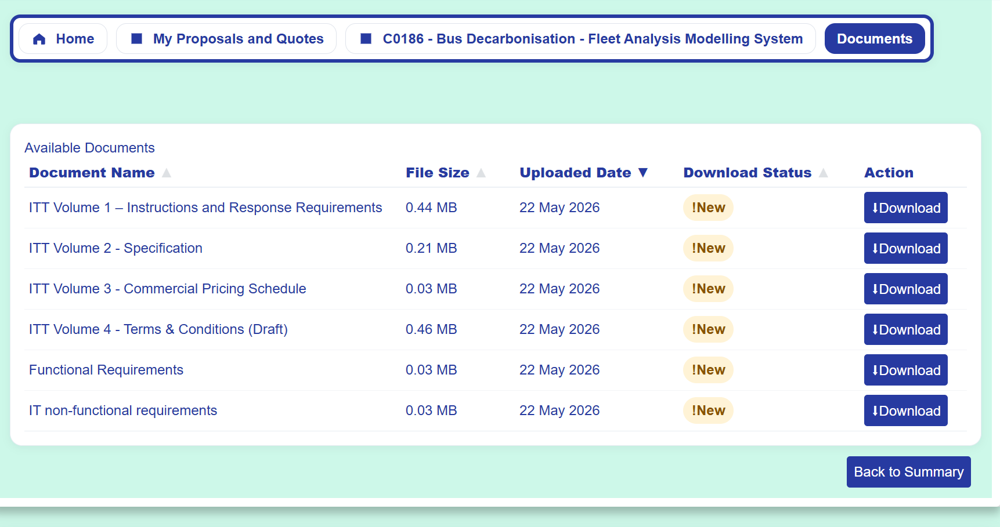 Home My Proposals and Quotes C0186 - Bus Decarbonisation - Fleet Analysis Modelling System Documents
Available Documents
Document Name ▲ File Size ▲ Uploaded Date ▼ Download Status ▲ Action
ITT Volume 1 – Instructions and Response Requirements 0.44 MB 22 May 2026 !New ⬇Download
ITT Volume 2 - Specification 0.21 MB 22 May 2026 !New ⬇Download
ITT Volume 3 - Commercial Pricing Schedule 0.03 MB 22 May 2026 !New ⬇Download
ITT Volume 4 - Terms & Conditions (Draft) 0.46 MB 22 May 2026 !New ⬇Download
Functional Requirements 0.03 MB 22 May 2026 !New ⬇Download
IT non-functional requirements 0.03 MB 22 May 2026 !New ⬇Download
Back to Summary